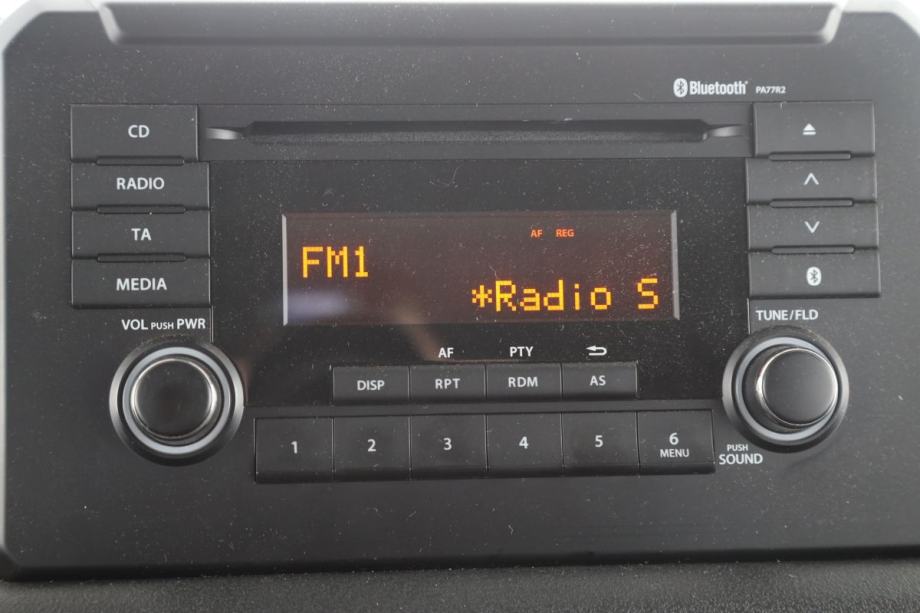 Bluetooth® PA77R2
CD
RADIO
TA
MEDIA
VOL PUSH PWR
AF REG
FM1
*Radio S
TUNE/FLD
AF PTY
DISP RPT RDM AS
1 2 3 4 5 6
MENU
PUSH
SOUND